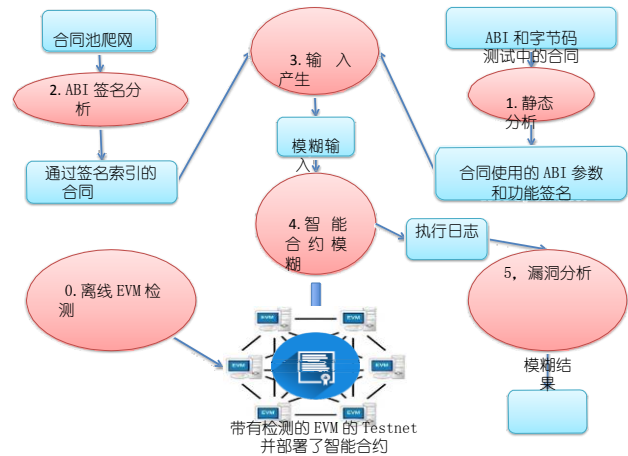 合同池爬网
2. ABI 签名分
析
通过签名索引的
合同
3. 输 入
产生
模糊输
入
ABI 和字节码
测试中的合同
1. 静态
分析
合同使用的 ABI 参数
和功能签名
4. 智 能
合 约 模
糊
执行日志
5, 漏洞分析
模糊结
果
0. 离线 EVM 检
测
EVM
EVM
EVM
EVM
EVM
EVM
带有检测的 EVM 的 Testnet
并部署了智能合约